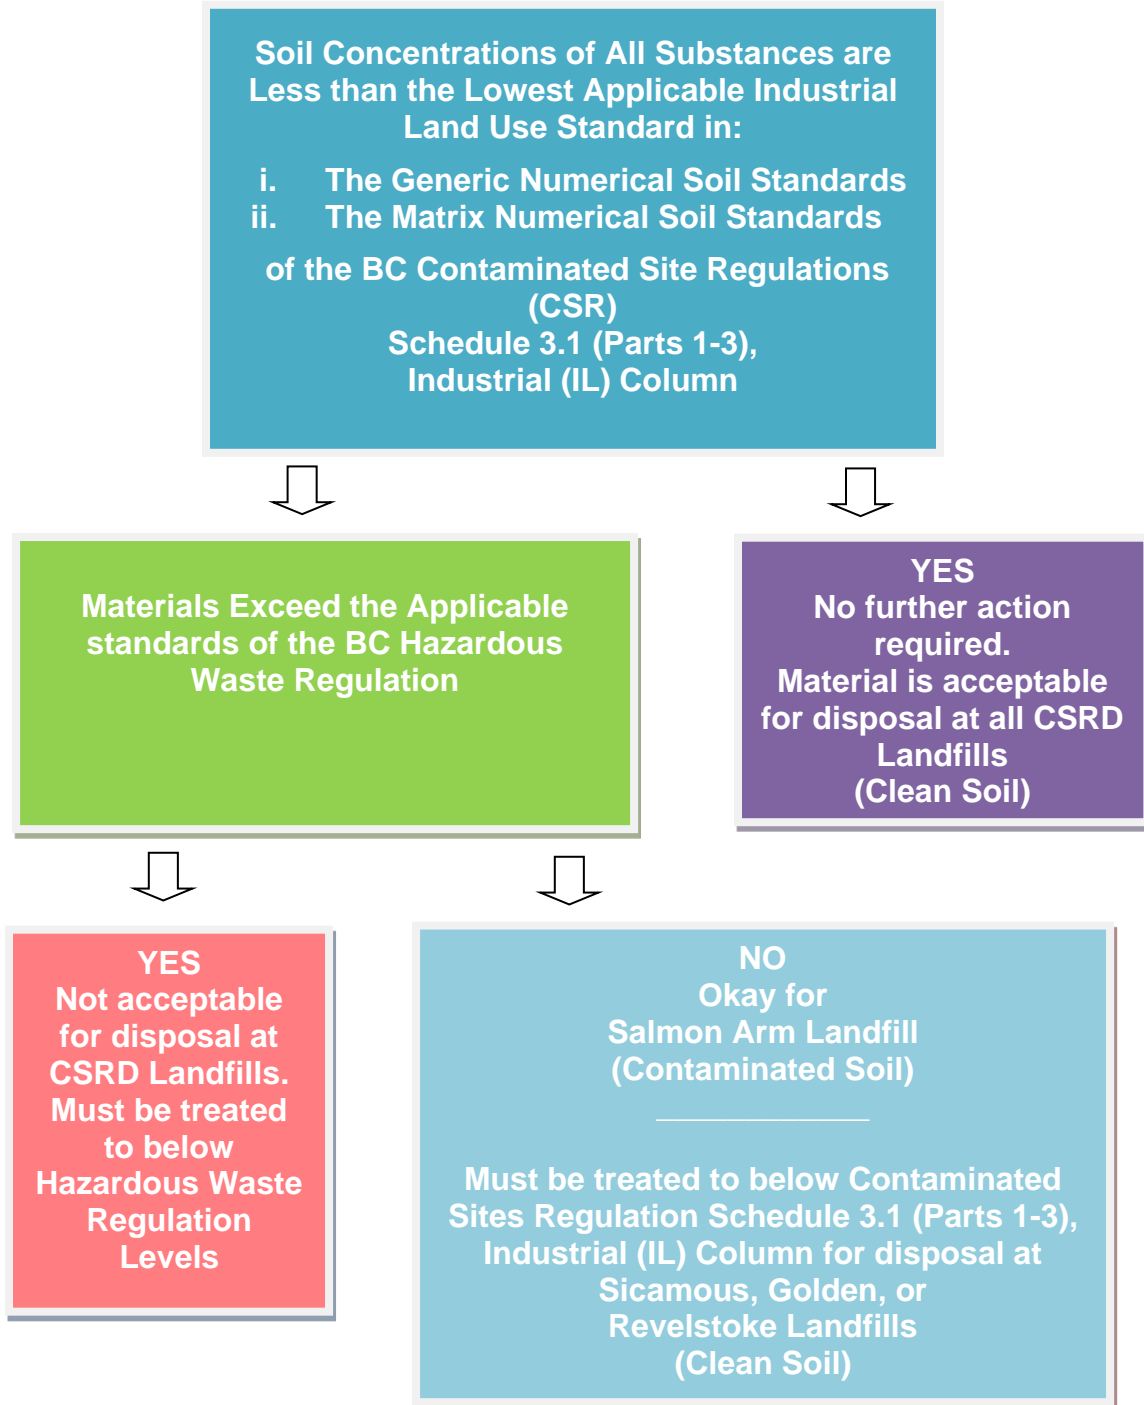 Soil Concentrations of All Substances are
Less than the Lowest Applicable Industrial
Land Use Standard in:
i. The Generic Numerical Soil Standards
ii. The Matrix Numerical Soil Standards
of the BC Contaminated Site Regulations
(CSR)
Schedule 3.1 (Parts 1-3),
Industrial (IL) Column
Materials Exceed the Applicable
standards of the BC Hazardous
Waste Regulation
YES
No further action
required.
Material is acceptable
for disposal at all CSRD
Landfills
(Clean Soil)
YES
Not acceptable
for disposal at
CSRD Landfills.
Must be treated
to below
Hazardous Waste
Regulation
Levels
NO
Okay for
Salmon Arm Landfill
(Contaminated Soil)
Must be treated to below Contaminated
Sites Regulation Schedule 3.1 (Parts 1-3),
Industrial (IL) Column for disposal at
Sicamous, Golden, or
Revelstoke Landfills
(Clean Soil)